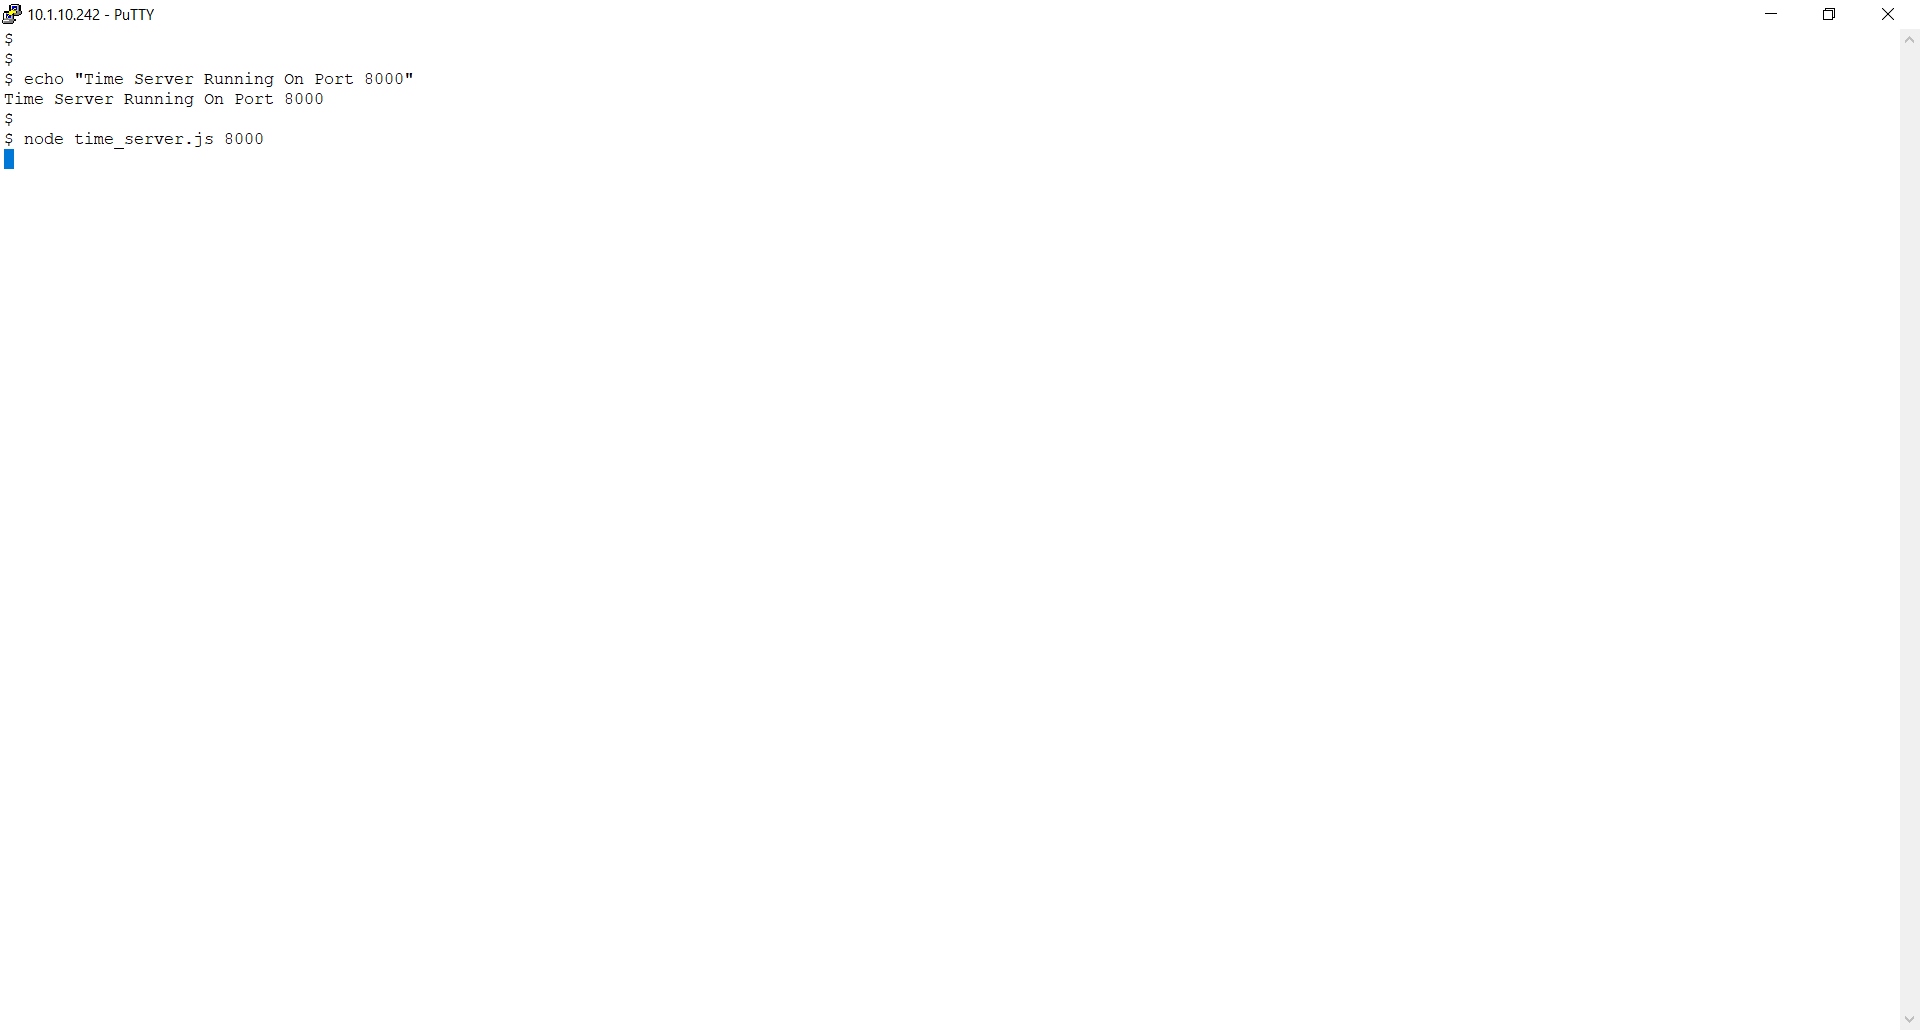 10.1.10.242 - PuTTY
$
$
$ echo "Time Server Running On Port 8000"
Time Server Running On Port 8000
$
$ node time_server.js 8000